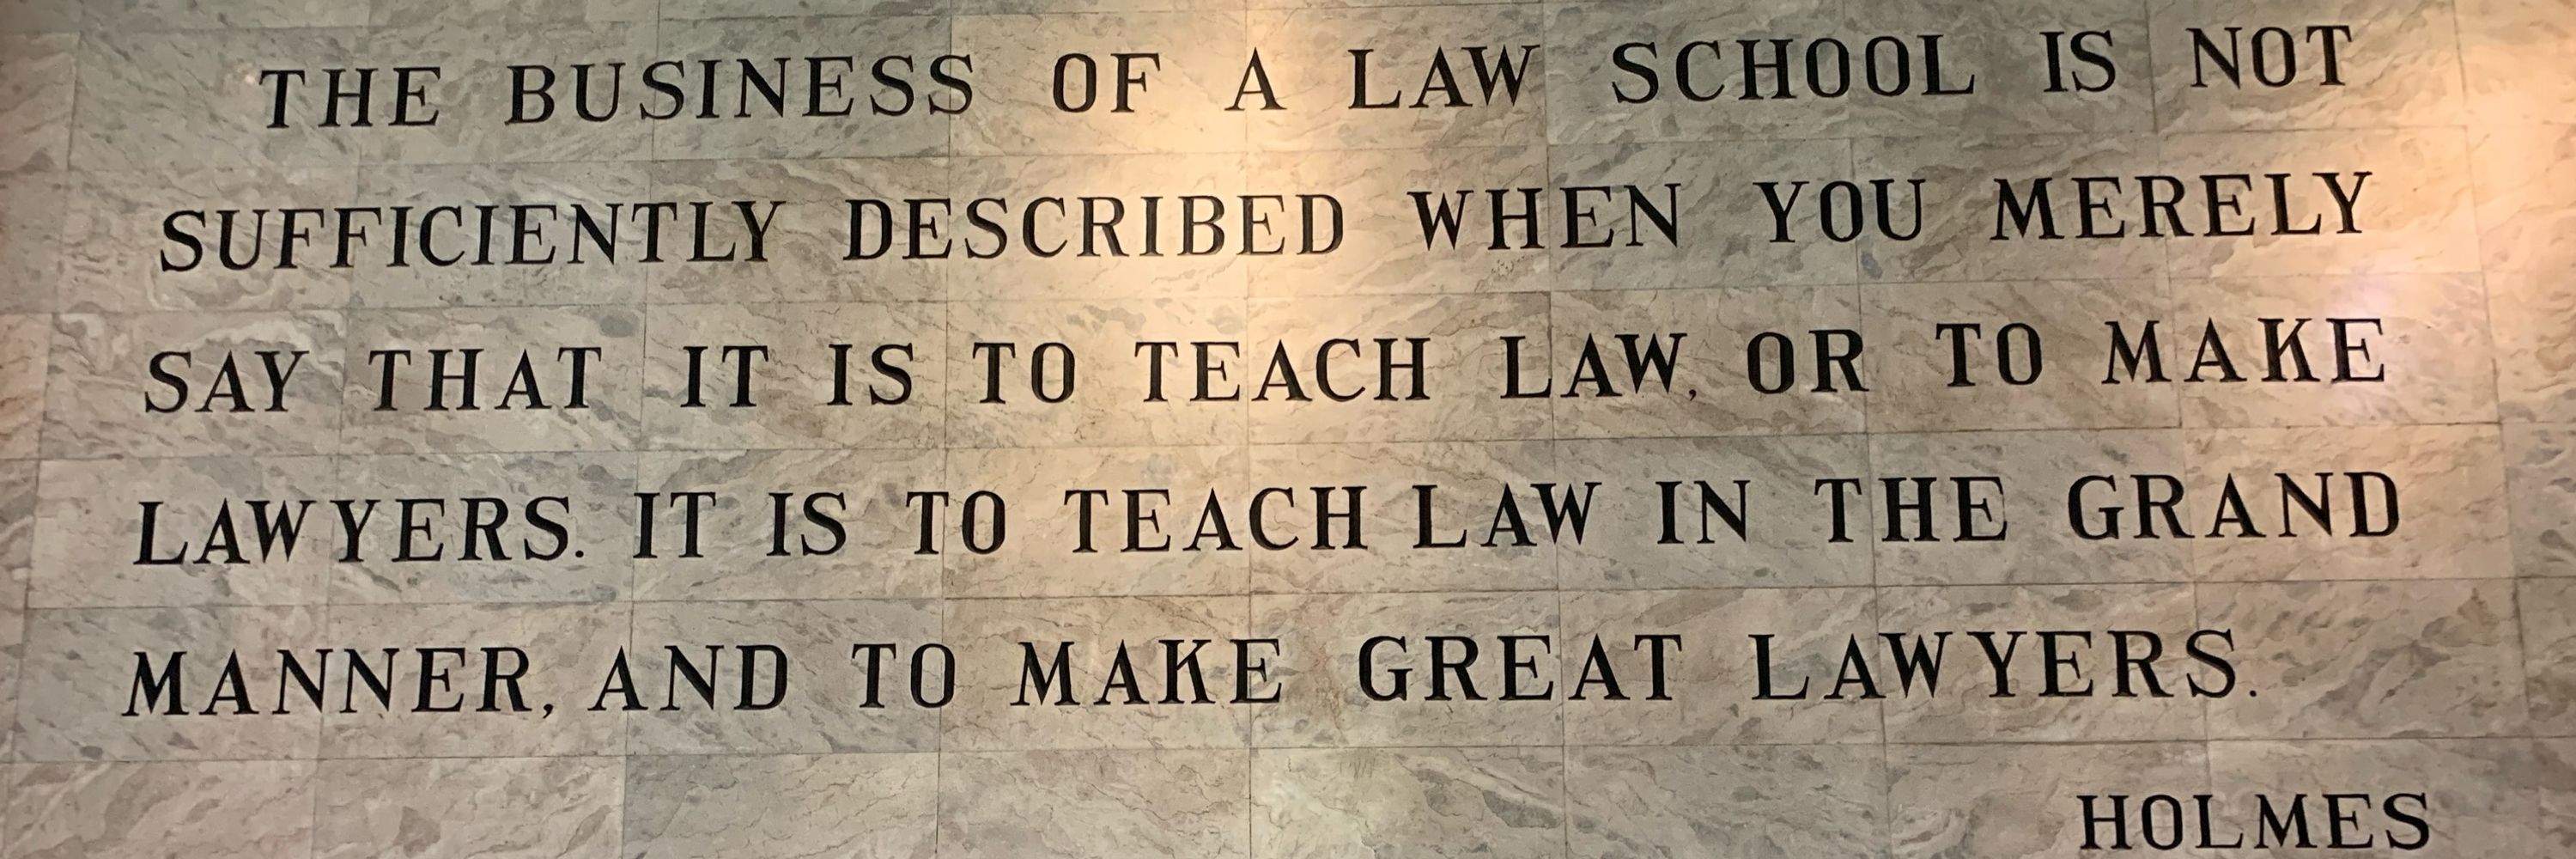 THE BUSINESS OF A LAW SCHOOL IS NOT
SUFFICIENTLY DESCRIBED WHEN YOU MERELY
SAY THAT IT IS TO TEACH LAW, OR TO MAKE
LAWYERS. IT IS TO TEACH LAW IN THE GRAND
MANNER, AND TO MAKE GREAT LAWYERS.
HOLMES